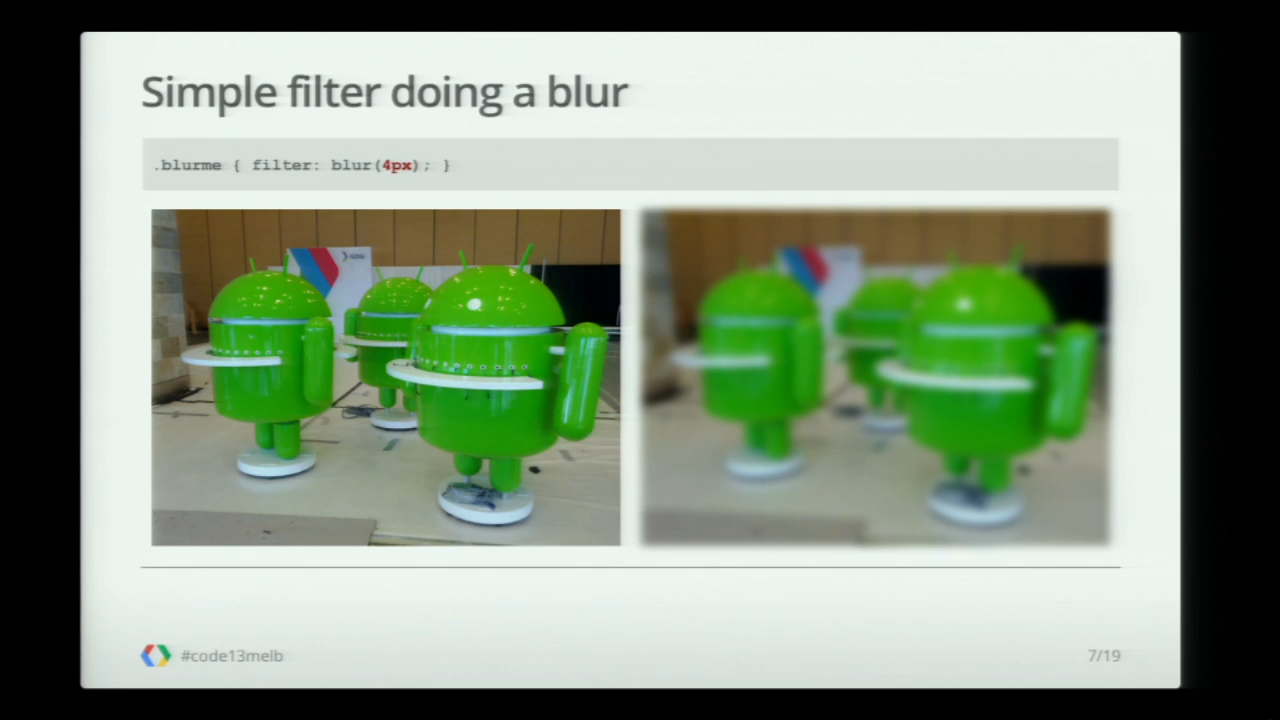 Simple filter doing a blur
.blurme { filter: blur(4px); }
#code13melb
7/19